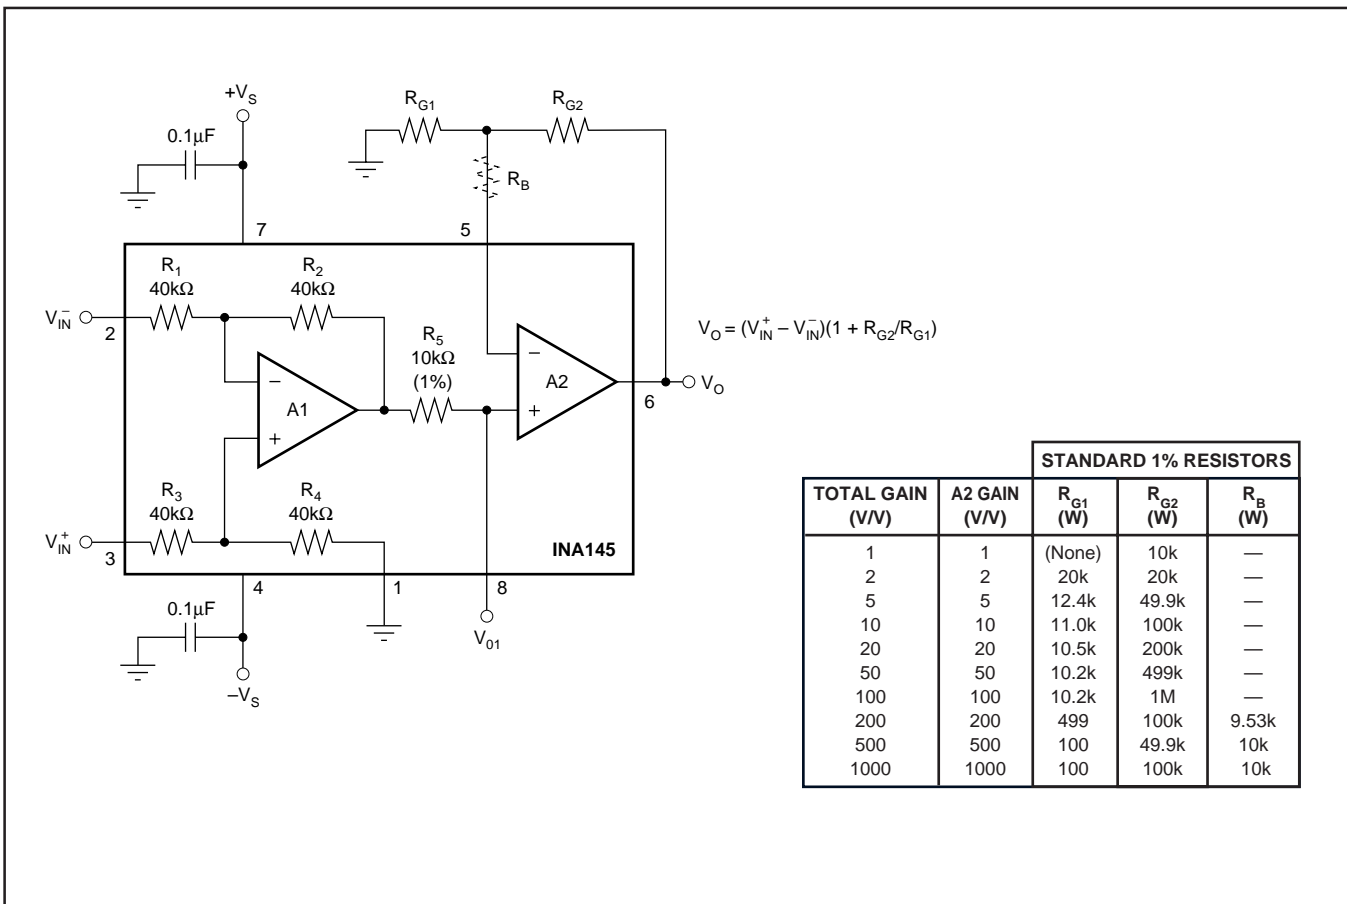 +V_S
0.1µF
R_G1
R_G2
R_B
7
5
R_1
40kΩ
R_2
40kΩ
V_IN^–
2
R_5
10kΩ
(1%)
–
A1
+
–
A2
+
V_O = (V_IN^+ – V_IN^–)(1 + R_G2/R_G1)
V_O
6
R_3
40kΩ
R_4
40kΩ
V_IN^+
3
INA145
4
1
8
0.1µF
V_01
–V_S
STANDARD 1% RESISTORS
TOTAL GAIN (V/V) A2 GAIN (V/V) R_G1 (W) R_G2 (W) R_B (W)
1 1 (None) 10k —
2 2 20k 20k —
5 5 12.4k 49.9k —
10 10 11.0k 100k —
20 20 10.5k 200k —
50 50 10.2k 499k —
100 100 10.2k 1M —
200 200 499 100k 9.53k
500 500 100 49.9k 10k
1000 1000 100 100k 10k